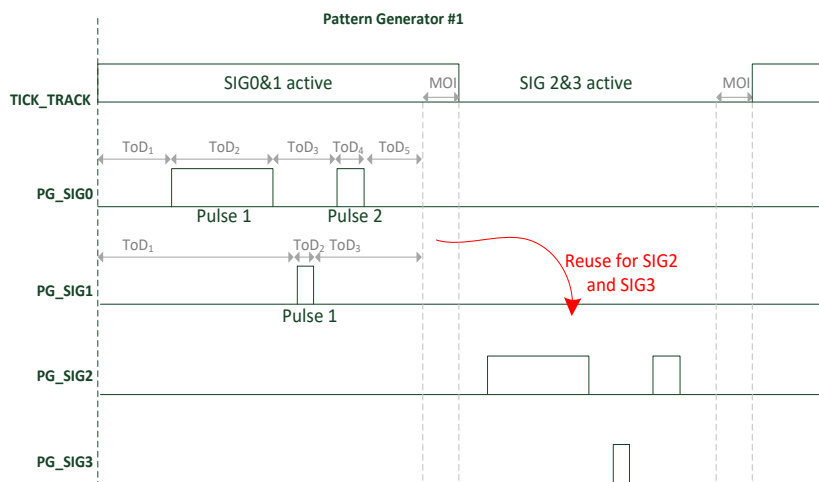 Pattern Generator #1
TICK_TRACK
SIG0&1 active
MOI
SIG 2&3 active
MOI
ToD1
ToD2
ToD3
ToD4
ToD5
PG_SIG0
Pulse 1
Pulse 2
ToD1
ToD2
ToD3
PG_SIG1
Pulse 1
Reuse for SIG2
and SIG3
PG_SIG2
PG_SIG3